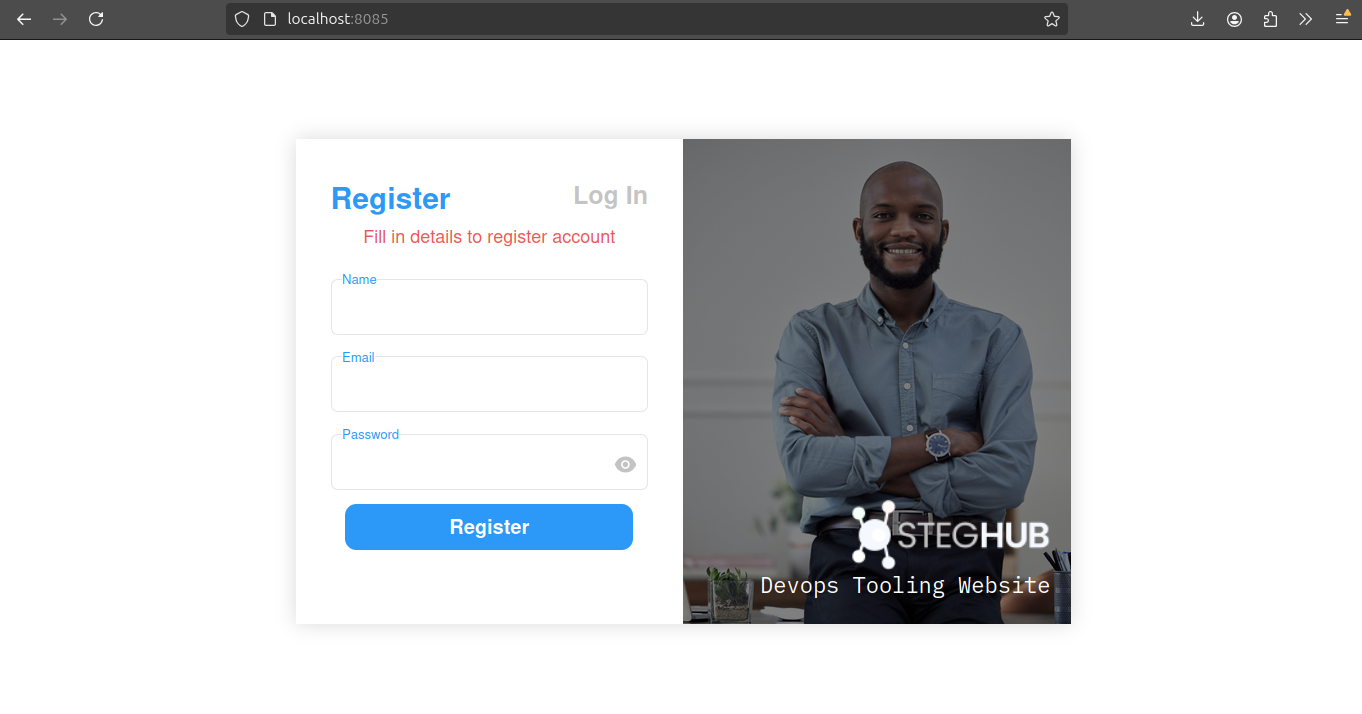 localhost:8085
Register
Log In
Fill in details to register account
Name
Email
Password
Register
STEGHUB
Devops Tooling Website